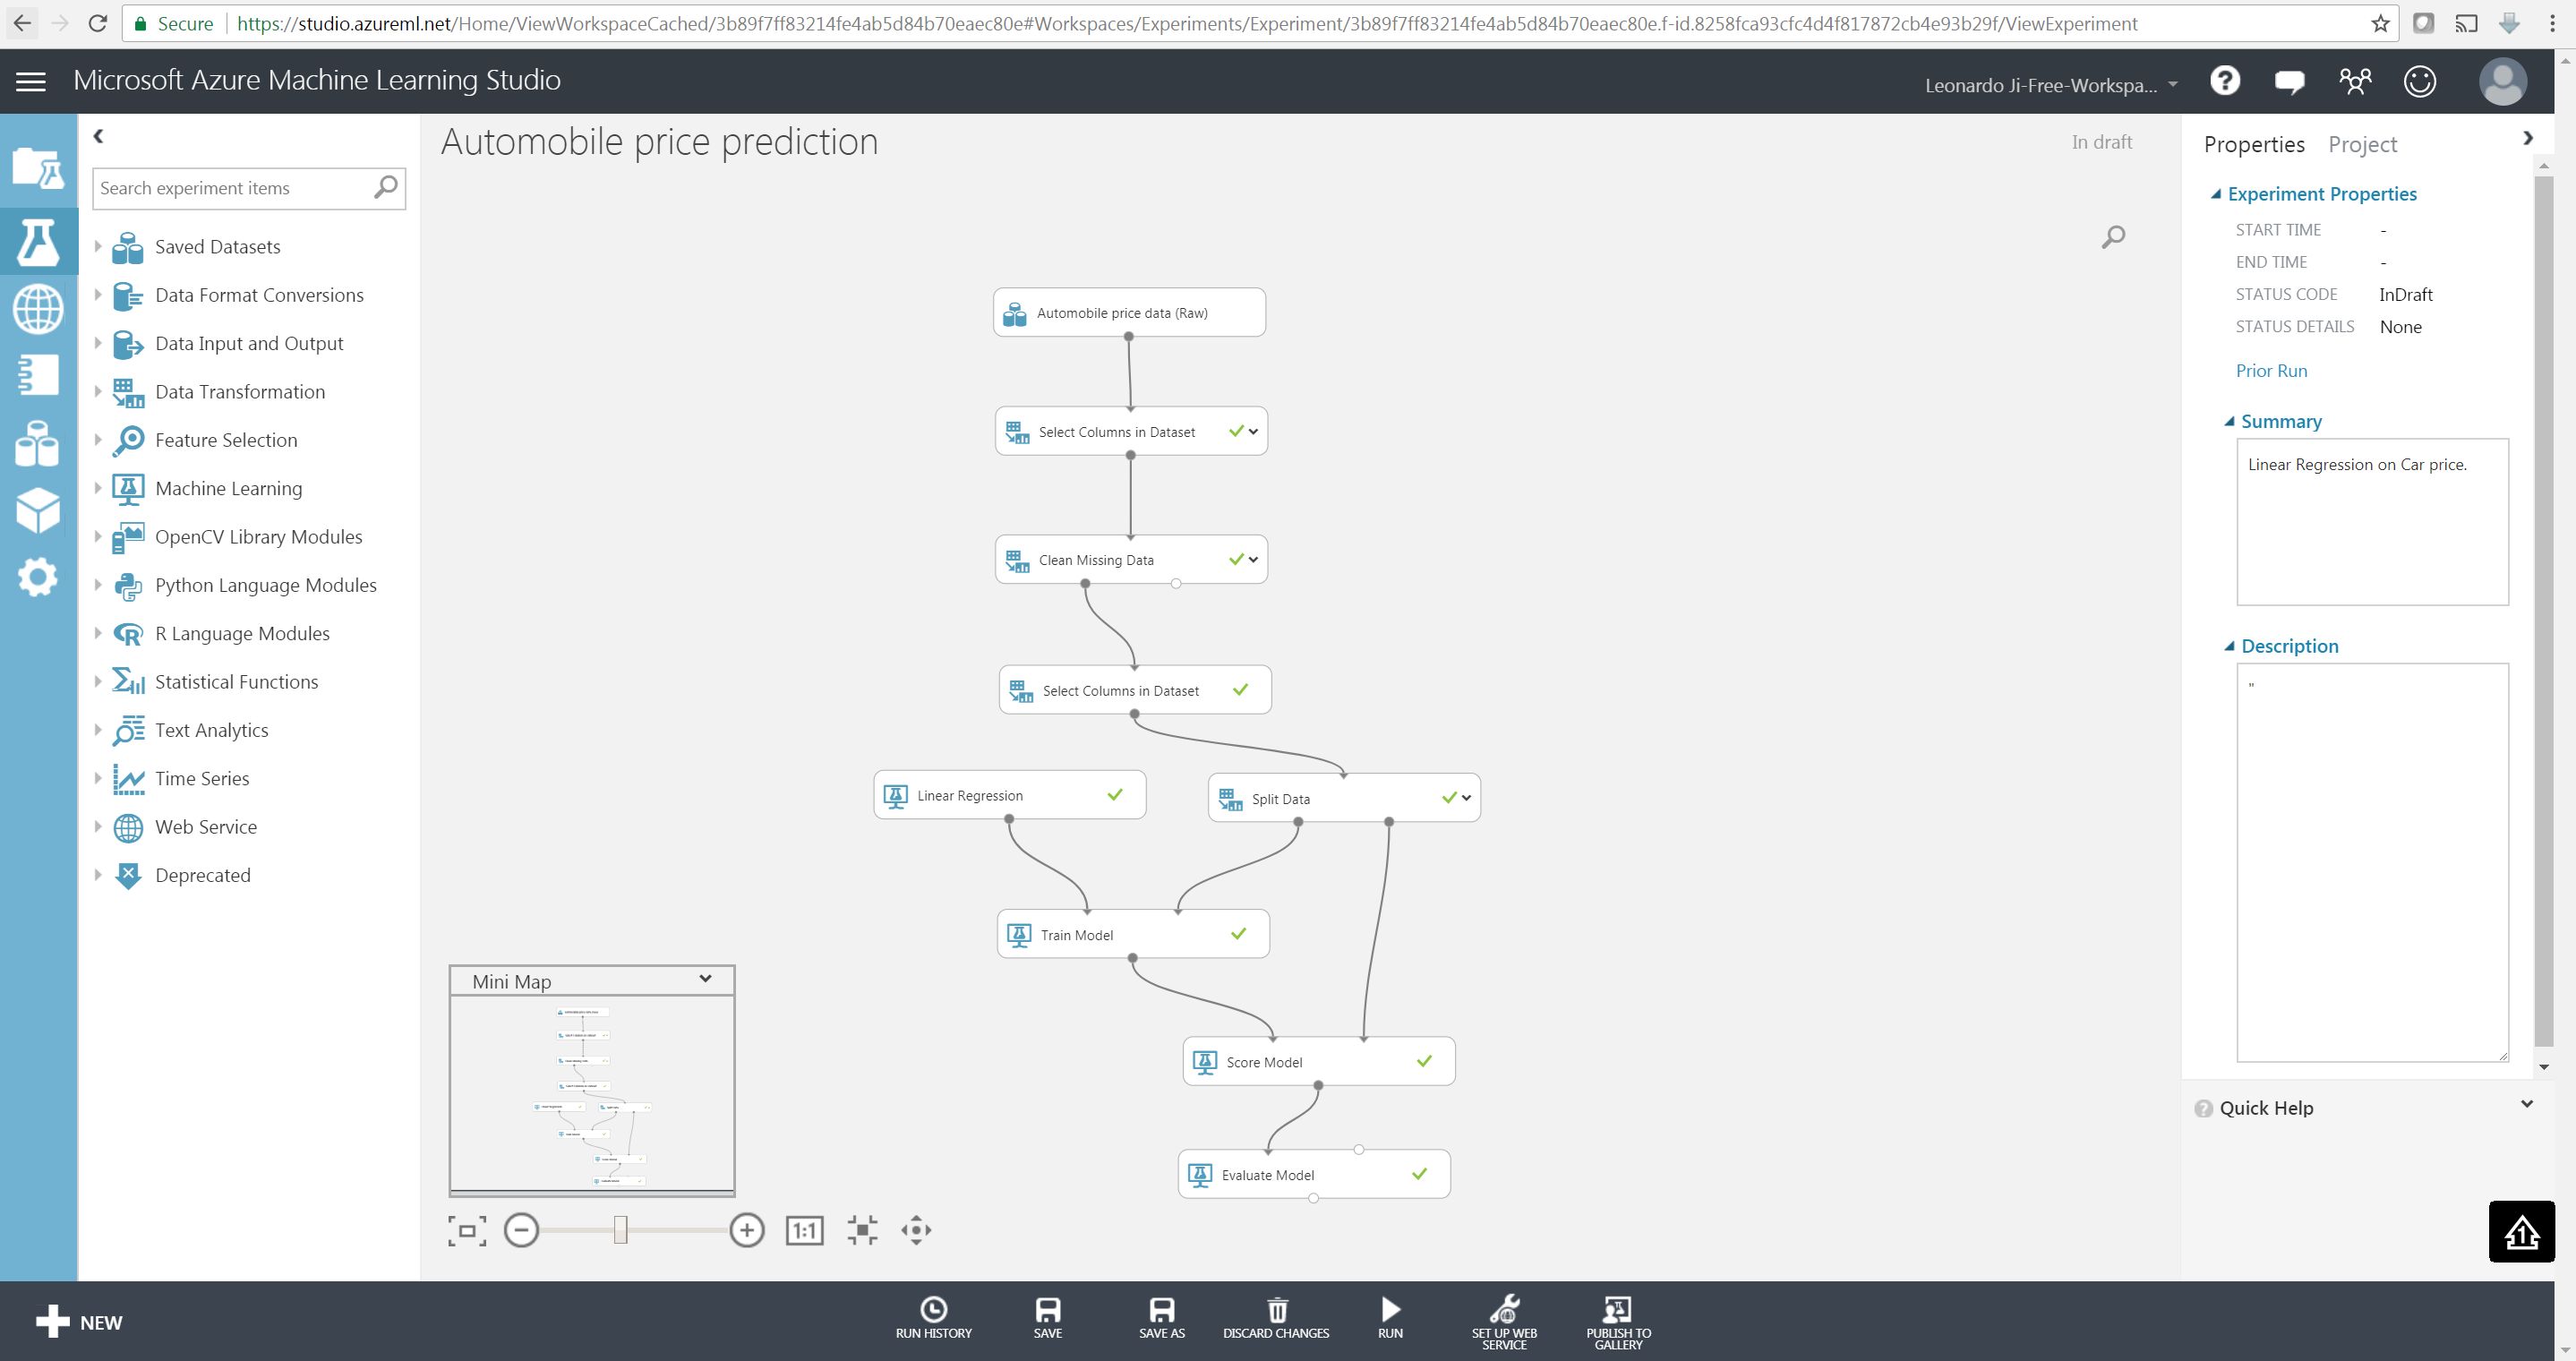 Secure
https://studio.azureml.net/Home/ViewWorkspaceCached/3b89f7ff83214fe4ab5d84b70eaec80e#Workspaces/Experiments/Experiment/3b89f7ff83214fe4ab5d84b70eaec80e.f-id.8258fca93cfc4d4f817872cb4e93b29f/ViewExperiment
Microsoft Azure Machine Learning Studio
Leonardo Ji-Free-Workspa...
Search experiment items
Saved Datasets
Data Format Conversions
Data Input and Output
Data Transformation
Feature Selection
Machine Learning
OpenCV Library Modules
Python Language Modules
R Language Modules
Statistical Functions
Text Analytics
Time Series
Web Service
Deprecated
Automobile price prediction
In draft
Automobile price data (Raw)
Select Columns in Dataset
Clean Missing Data
Select Columns in Dataset
Linear Regression
Split Data
Train Model
Score Model
Evaluate Model
Mini Map
1:1
Properties
Project
Experiment Properties
START TIME -
END TIME -
STATUS CODE InDraft
STATUS DETAILS None
Prior Run
Summary
Linear Regression on Car price.
Description
"
Quick Help
1
NEW
RUN HISTORY
SAVE
SAVE AS
DISCARD CHANGES
RUN
SET UP WEB
SERVICE
PUBLISH TO
GALLERY